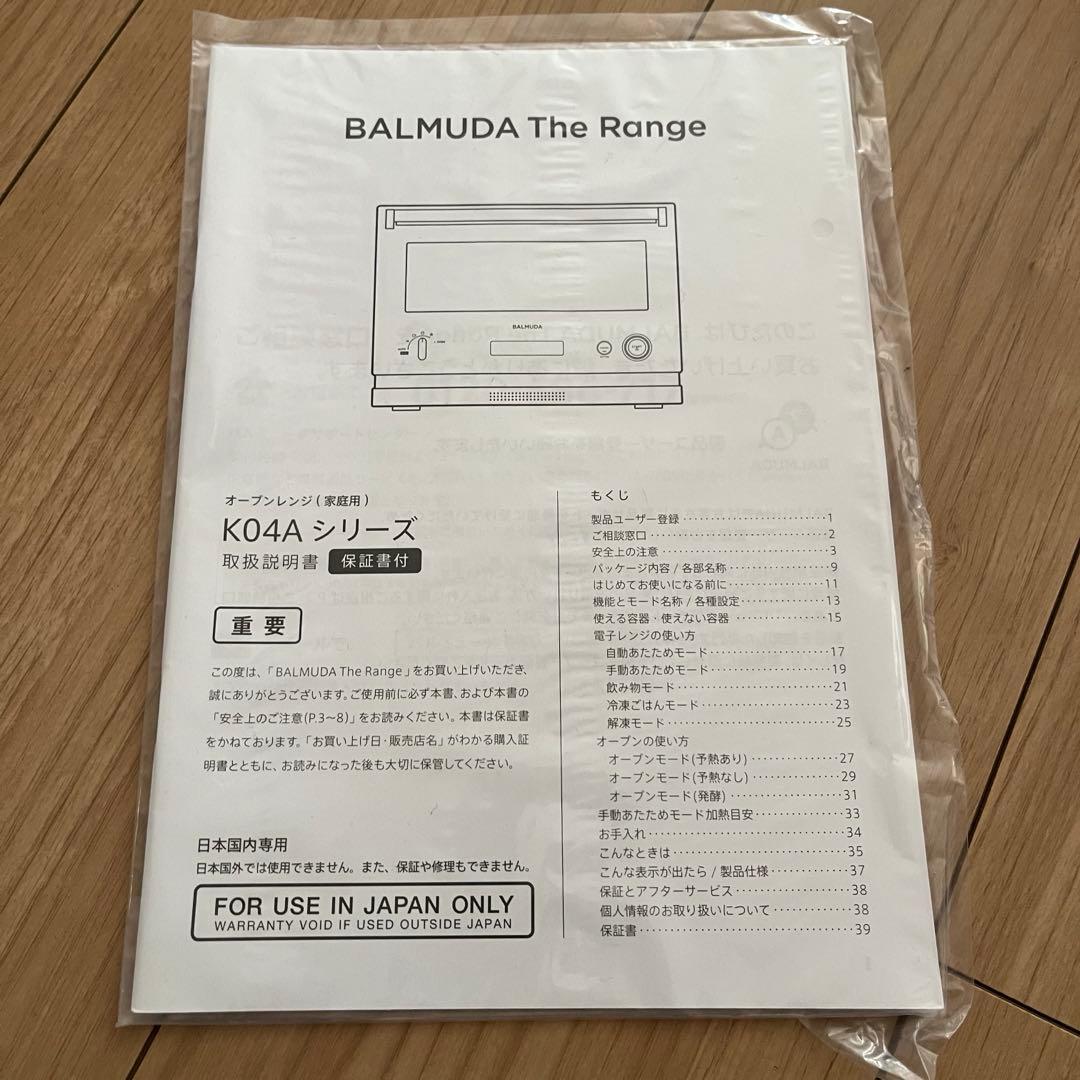 BALMUDA The Range
BALMUDA
オーブンレンジ(家庭用)
K04A シリーズ
取扱説明書 保証書付
重要
この度は、「BALMUDA The Range」をお買い上げいただき、
誠にありがとうございます。ご使用前に必ず本書、および本書の
「安全上のご注意(P.3〜8)」をお読みください。本書は保証書
をかねております。「お買い上げ日・販売店名」がわかる購入証
明書とともに、お読みになった後も大切に保管してください。
日本国内専用
日本国外では使用できません。また、保証や修理もできません。
FOR USE IN JAPAN ONLY
WARRANTY VOID IF USED OUTSIDE JAPAN
もくじ
製品ユーザー登録 1
ご相談窓口 2
安全上の注意 3
パッケージ内容 / 各部名称 9
はじめてお使いになる前に 11
機能とモード名称 / 各種設定 13
使える容器・使えない容器 15
電子レンジの使い方
自動あたためモード 17
手動あたためモード 19
飲み物モード 21
冷凍ごはんモード 23
解凍モード 25
オーブンの使い方
オーブンモード(予熱あり) 27
オーブンモード(予熱なし) 29
オーブンモード(発酵) 31
手動あたためモード加熱目安 33
お手入れ 34
こんなときは 35
こんな表示が出たら / 製品仕様 37
保証とアフターサービス 38
個人情報のお取り扱いについて 38
保証書 39